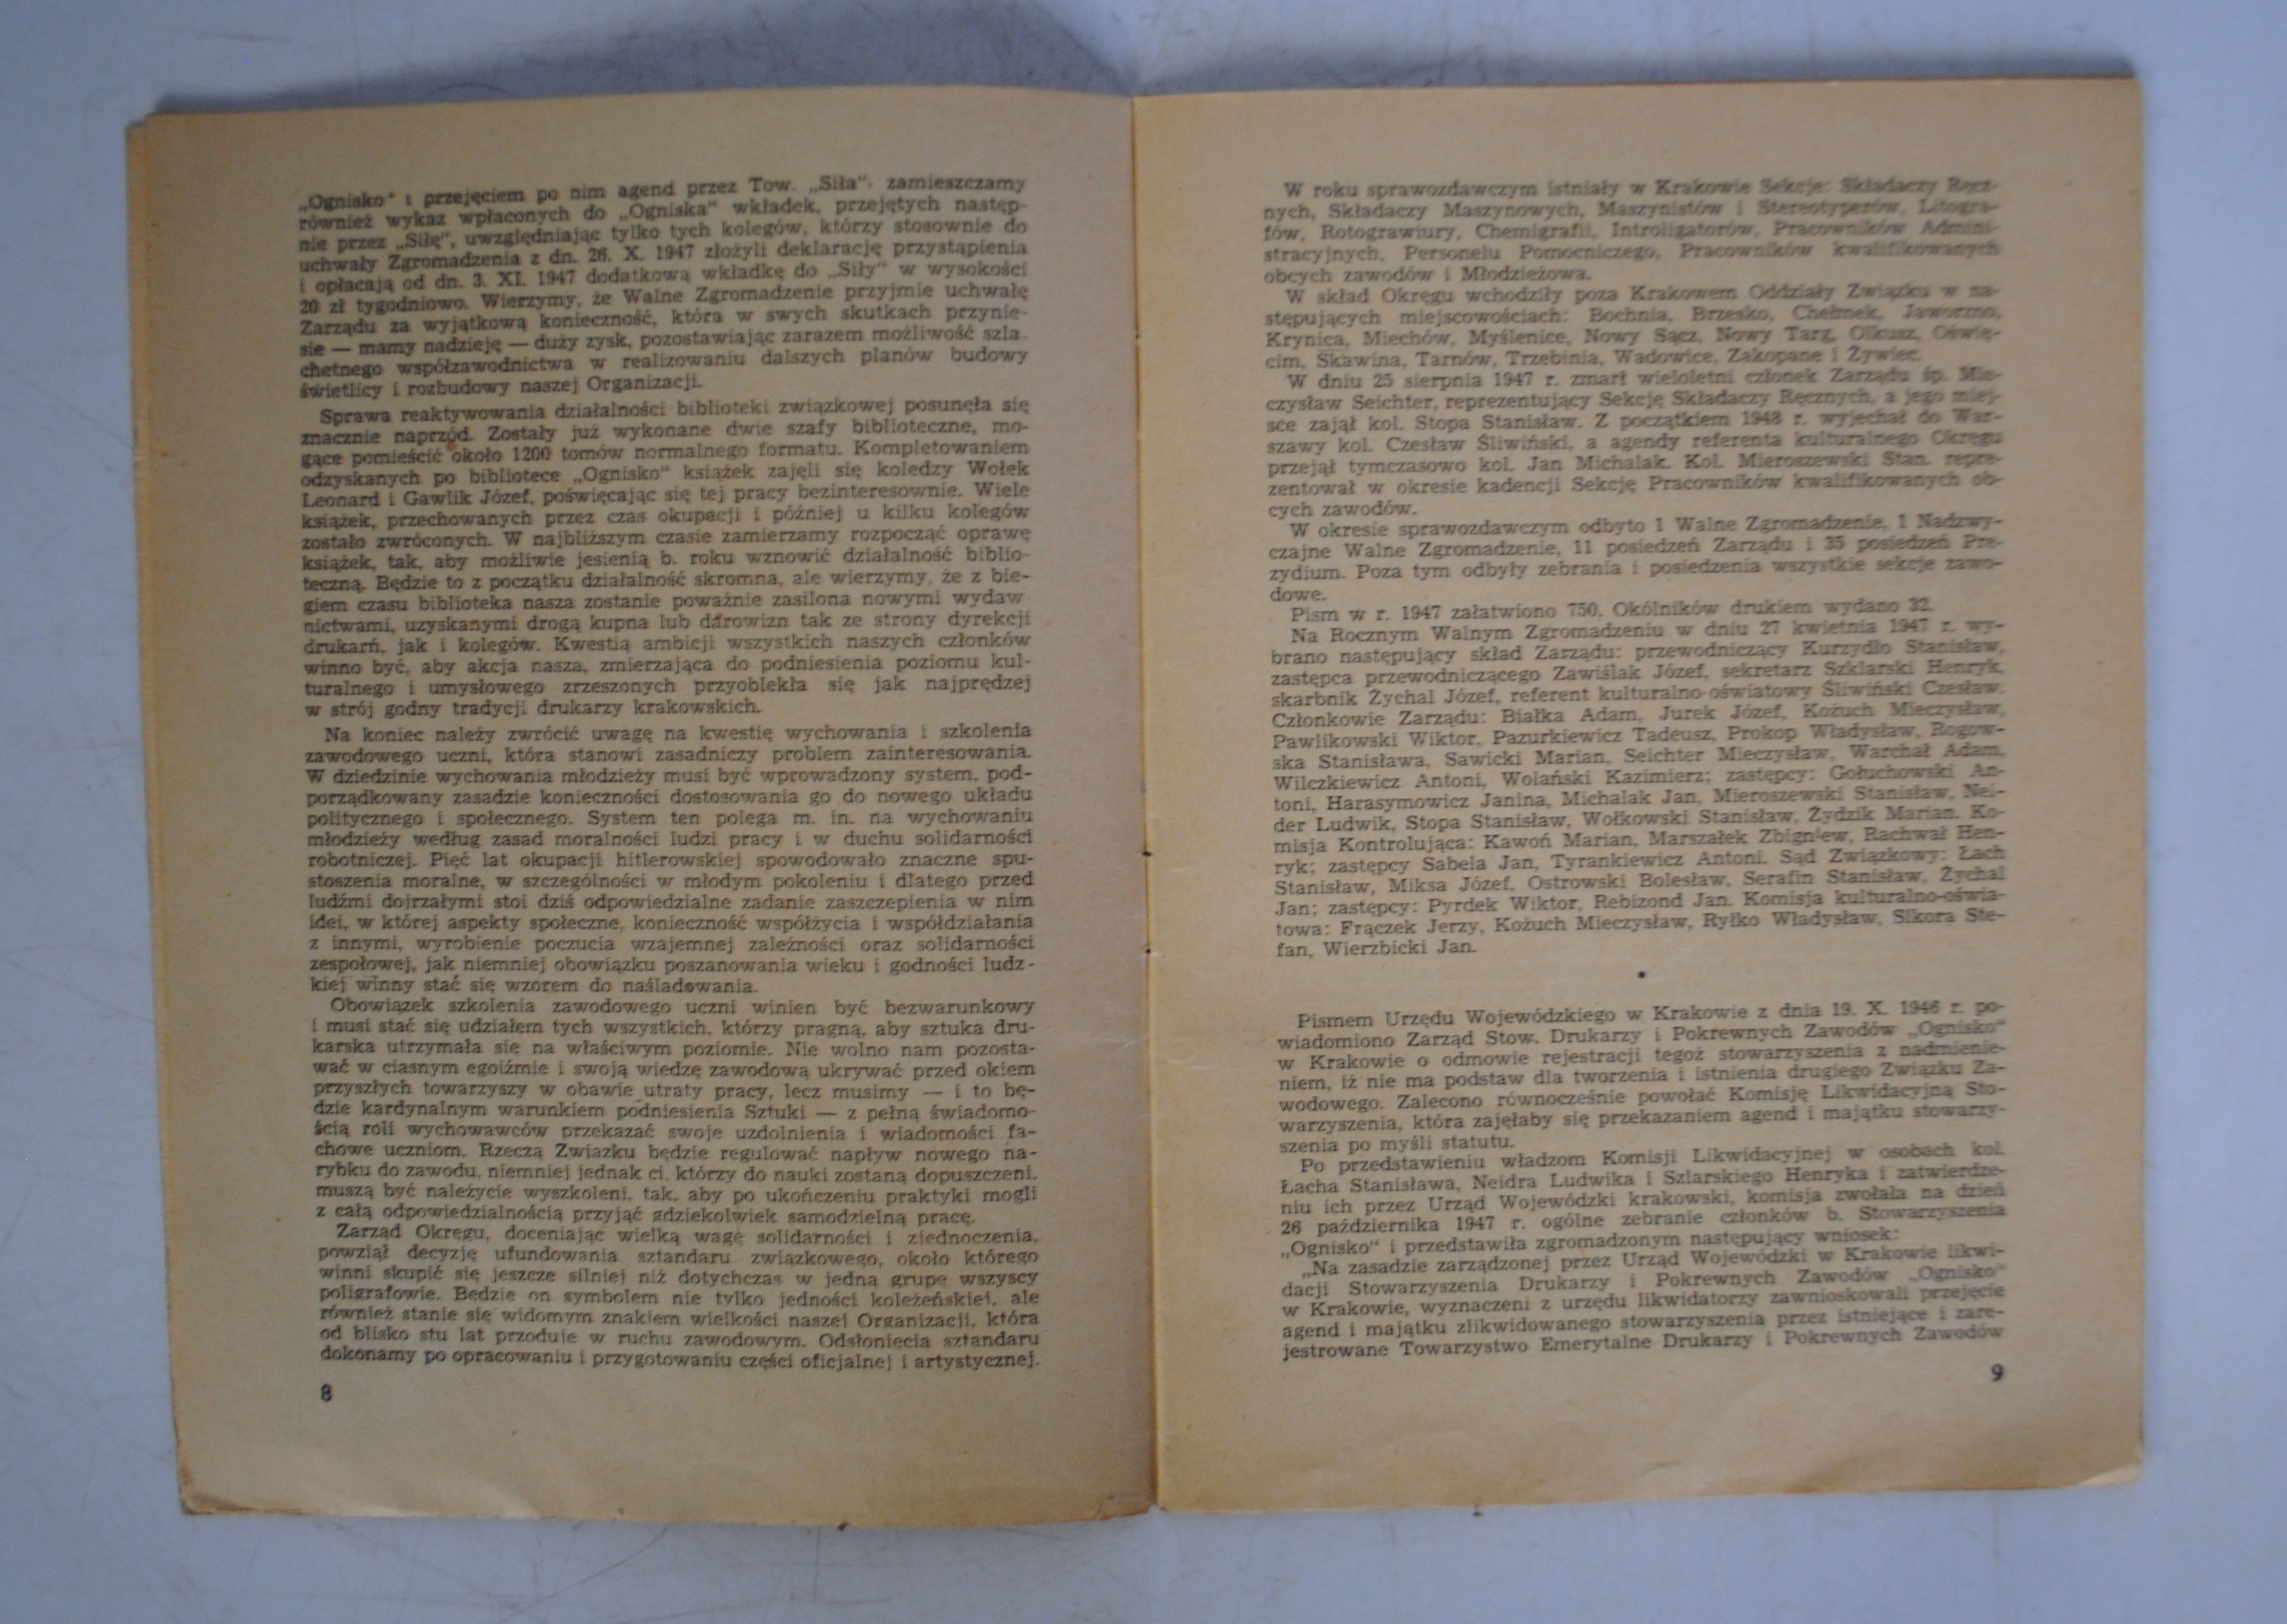 „Ognisko" i przejęciem po nim agend przez Tow. „Siła" zamieszczamy
również wykaz wpłaconych do „Ogniska" wkładek, przejętych następ-
nie przez „Siłę", uwzględniając tylko tych kolegów, którzy stosownie do
uchwały Zgromadzenia z dn. 26. X. 1947 złożyli deklarację przystąpienia
i opłacają od dn. 3. XI. 1947 dodatkową wkładkę do „Siły" w wysokości
20 zł tygodniowo. Wierzymy, że Walne Zgromadzenie przyjmie uchwałę
Zarządu za wyjątkową konieczność, która w swych skutkach przynie-
sie — mamy nadzieję — duży zysk, pozostawiając zarazem możliwość szla
chetnego współzawodnictwa w realizowaniu dalszych planów budowy
świetlicy i rozbudowy naszej Organizacji.
Sprawa reaktywowania działalności biblioteki związkowej posunęła się
znacznie naprzód. Zostały już wykonane dwie szafy biblioteczne, mo-
gące pomieścić około 1200 tomów normalnego formatu. Kompletowaniem
odzyskanych po bibliotece „Ognisko" książek zajęli się koledzy Wołek
Leonard i Gawlik Józef, poświęcając się tej pracy bezinteresownie. Wiele
książek, przechowanych przez czas okupacji i później u kilku kolegów
zostało zwróconych. W najbliższym czasie zamierzamy rozpocząć oprawę
książek, tak, aby możliwie jesienią b. roku wznowić działalność biblio-
teczną. Będzie to z początku działalność skromna, ale wierzymy, że z bie-
giem czasu biblioteka nasza zostanie poważnie zasilona nowymi wydaw
nictwami, uzyskanymi drogą kupna lub darowizn tak ze strony dyrekcji
drukarń, jak i kolegów. Kwestią ambicji wszystkich naszych członków
winno być, aby akcja nasza, zmierzająca do podniesienia poziomu kul-
turalnego i umysłowego zrzeszonych przyoblekła się jak najprędzej
w strój godny tradycji drukarzy krakowskich.
Na koniec należy zwrócić uwagę na kwestię wychowania i szkolenia
zawodowego uczni, która stanowi zasadniczy problem zainteresowania.
W dziedzinie wychowania młodzieży musi być wprowadzony system, pod-
porządkowany zasadzie konieczności dostosowania go do nowego układu
politycznego i społecznego. System ten polega m. in. na wychowaniu
młodzieży według zasad moralności ludzi pracy i w duchu solidarności
robotniczej. Pięć lat okupacji hitlerowskiej spowodowało znaczne spu-
stoszenia moralne, w szczególności w młodym pokoleniu i dlatego przed
ludźmi dojrzałymi stoi dziś odpowiedzialne zadanie zaszczepienia w nim
idei, w której aspekty społeczne, konieczność współżycia i współdziałania
z innymi, wyrobienie poczucia wzajemnej zależności oraz solidarności
zespołowej, jak niemniej obowiązku poszanowania wieku i godności ludz-
kiej winny stać się wzorem do naśladowania.
Obowiązek szkolenia zawodowego uczni winien być bezwarunkowy
i musi stać się udziałem tych wszystkich, którzy pragną, aby sztuka dru-
karska utrzymała się na właściwym poziomie. Nie wolno nam pozosta-
wać w ciasnym egoiźmie i swoją wiedzę zawodową ukrywać przed okiem
przyszłych towarzyszy w obawie utraty pracy, lecz musimy — i to bę-
dzie kardynalnym warunkiem podniesienia Sztuki — z pełną świadomo-
ścią roli wychowawców przekazać swoje uzdolnienia i wiadomości fa-
chowe uczniom. Rzeczą Związku będzie regulować napływ nowego na-
rybku do zawodu, niemniej jednak ci, którzy do nauki zostaną dopuszczeni,
muszą być należycie wyszkoleni, tak, aby po ukończeniu praktyki mogli
z całą odpowiedzialnością przyjąć gdziekolwiek samodzielną pracę.
Zarząd Okręgu, doceniając wielką wagę solidarności i zjednoczenia,
powziął decyzję ufundowania sztandaru związkowego, około którego
winni skupić się jeszcze silniej niż dotychczas w jedną grupę wszyscy
poligrafowie. Będzie on symbolem nie tylko jedności koleżeńskiej, ale
również stanie się widomym znakiem wielkości naszej Organizacji, która
od blisko stu lat przoduje w ruchu zawodowym. Odsłonięcia sztandaru
dokonamy po opracowaniu i przygotowaniu części oficjalnej i artystycznej.
8
W roku sprawozdawczym istniały w Krakowie Sekcje: Składaczy Ręcz-
nych, Składaczy Maszynowych, Maszynistów i Stereotyperów, Litogra-
fów, Rotograwiury, Chemigrafii, Introligatorów, Pracowników Admini-
stracyjnych, Personelu Pomocniczego, Pracowników kwalifikowanych
obcych zawodów i Młodzieżowa.
W skład Okręgu wchodziły poza Krakowem Oddziały Związku w na-
stępujących miejscowościach: Bochnia, Brzesko, Chełmek, Jaworzno,
Krynica, Miechów, Myślenice, Nowy Sącz, Nowy Targ, Olkusz, Oświę-
cim, Skawina, Tarnów, Trzebinia, Wadowice, Zakopane i Żywiec.
W dniu 25 sierpnia 1947 r. zmarł wieloletni członek Zarządu śp. Mie-
czysław Seichter, reprezentujący Sekcję Składaczy Ręcznych, a jego miej-
sce zajął kol. Stopa Stanisław. Z początkiem 1948 r. wyjechał do War-
szawy kol. Czesław Śliwiński, a agendy referenta kulturalnego Okręgu
przejął tymczasowo kol. Jan Michalak. Kol. Mieroszewski Stan. repre-
zentował w okresie kadencji Sekcję Pracowników kwalifikowanych ob-
cych zawodów.
W okresie sprawozdawczym odbyto 1 Walne Zgromadzenie, 1 Nadzwy-
czajne Walne Zgromadzenie, 11 posiedzeń Zarządu i 35 posiedzeń Pre-
zydium. Poza tym odbyły zebrania i posiedzenia wszystkie sekcje zawo-
dowe.
Pism w r. 1947 załatwiono 750. Okólników drukiem wydano 32.
Na Rocznym Walnym Zgromadzeniu w dniu 27 kwietnia 1947 r. wy-
brano następujący skład Zarządu: przewodniczący Kurzydło Stanisław,
zastępca przewodniczącego Zawiślak Józef, sekretarz Szklarski Henryk,
skarbnik Żychal Józef, referent kulturalno-oświatowy Śliwiński Czesław.
Członkowie Zarządu: Białka Adam, Jurek Józef, Kożuch Mieczysław,
Pawlikowski Wiktor, Pazurkiewicz Tadeusz, Prokop Władysław, Rogow-
ska Stanisława, Sawicki Marian, Seichter Mieczysław, Warchał Adam,
Wilczkiewicz Antoni, Wolański Kazimierz; zastępcy: Gołuchowski An-
toni, Harasymowicz Janina, Michalak Jan, Mieroszewski Stanisław, Nei-
der Ludwik, Stopa Stanisław, Wołkowski Stanisław, Żydzik Marian. Ko-
misja Kontrolująca: Kawoń Marian, Marszałek Zbigniew, Rachwał Hen-
ryk; zastępcy Sabela Jan, Tyrankiewicz Antoni. Sąd Związkowy: Łach
Stanisław, Miksa Józef, Ostrowski Bolesław, Serafin Stanisław, Żychal
Jan; zastępcy: Pyrdek Wiktor, Rebizond Jan. Komisja kulturalno-oświa-
towa: Frączek Jerzy, Kożuch Mieczysław, Ryłko Władysław, Sikora Ste-
fan, Wierzbicki Jan.
Pismem Urzędu Wojewódzkiego w Krakowie z dnia 19. X. 1946 r. po-
wiadomiono Zarząd Stow. Drukarzy i Pokrewnych Zawodów „Ognisko"
w Krakowie o odmowie rejestracji tegoż stowarzyszenia z nadmienie-
niem, iż nie ma podstaw dla tworzenia i istnienia drugiego Związku Za-
wodowego. Zalecono równocześnie powołać Komisję Likwidacyjną Sto-
warzyszenia, która zajęłaby się przekazaniem agend i majątku stowarzy-
szenia po myśli statutu.
Po przedstawieniu władzom Komisji Likwidacyjnej w osobach kol.
Łacha Stanisława, Neidra Ludwika i Szlarskiego Henryka i zatwierdze-
niu ich przez Urząd Wojewódzki krakowski, komisja zwołała na dzień
26 października 1947 r. ogólne zebranie członków b. Stowarzyszenia
„Ognisko" i przedstawiła zgromadzonym następujący wniosek:
„Na zasadzie zarządzonej przez Urząd Wojewódzki w Krakowie likwi-
dacji Stowarzyszenia Drukarzy i Pokrewnych Zawodów „Ognisko"
w Krakowie, wyznaczeni z urzędu likwidatorzy zawnioskowali przejęcie
agend i majątku zlikwidowanego stowarzyszenia przez istniejące i zare-
jestrowane Towarzystwo Emerytalne Drukarzy i Pokrewnych Zawodów
9